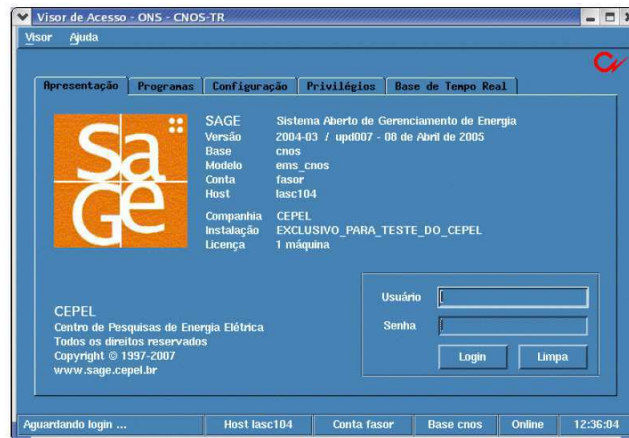 Visor de Acesso - ONS - CNOS-TR
Visor Ajuda
Apresentação Programas Configuração Privilégios Base de Tempo Real
SaGe
SAGE Sistema Aberto de Gerenciamento de Energia
Versão 2004-03 / upd007 - 08 de Abril de 2005
Base cnos
Modelo ems_cnos
Conta fasor
Host lasc104
Companhia CEPEL
Instalação EXCLUSIVO_PARA_TESTE_DO_CEPEL
Licença 1 máquina
CEPEL
Centro de Pesquisas de Energia Elétrica
Todos os direitos reservados
Copyright © 1997-2007
www.sage.cepel.br
Usuário
Senha
Login Limpa
Aguardando login ... Host lasc104 Conta fasor Base cnos Online 12:36:04